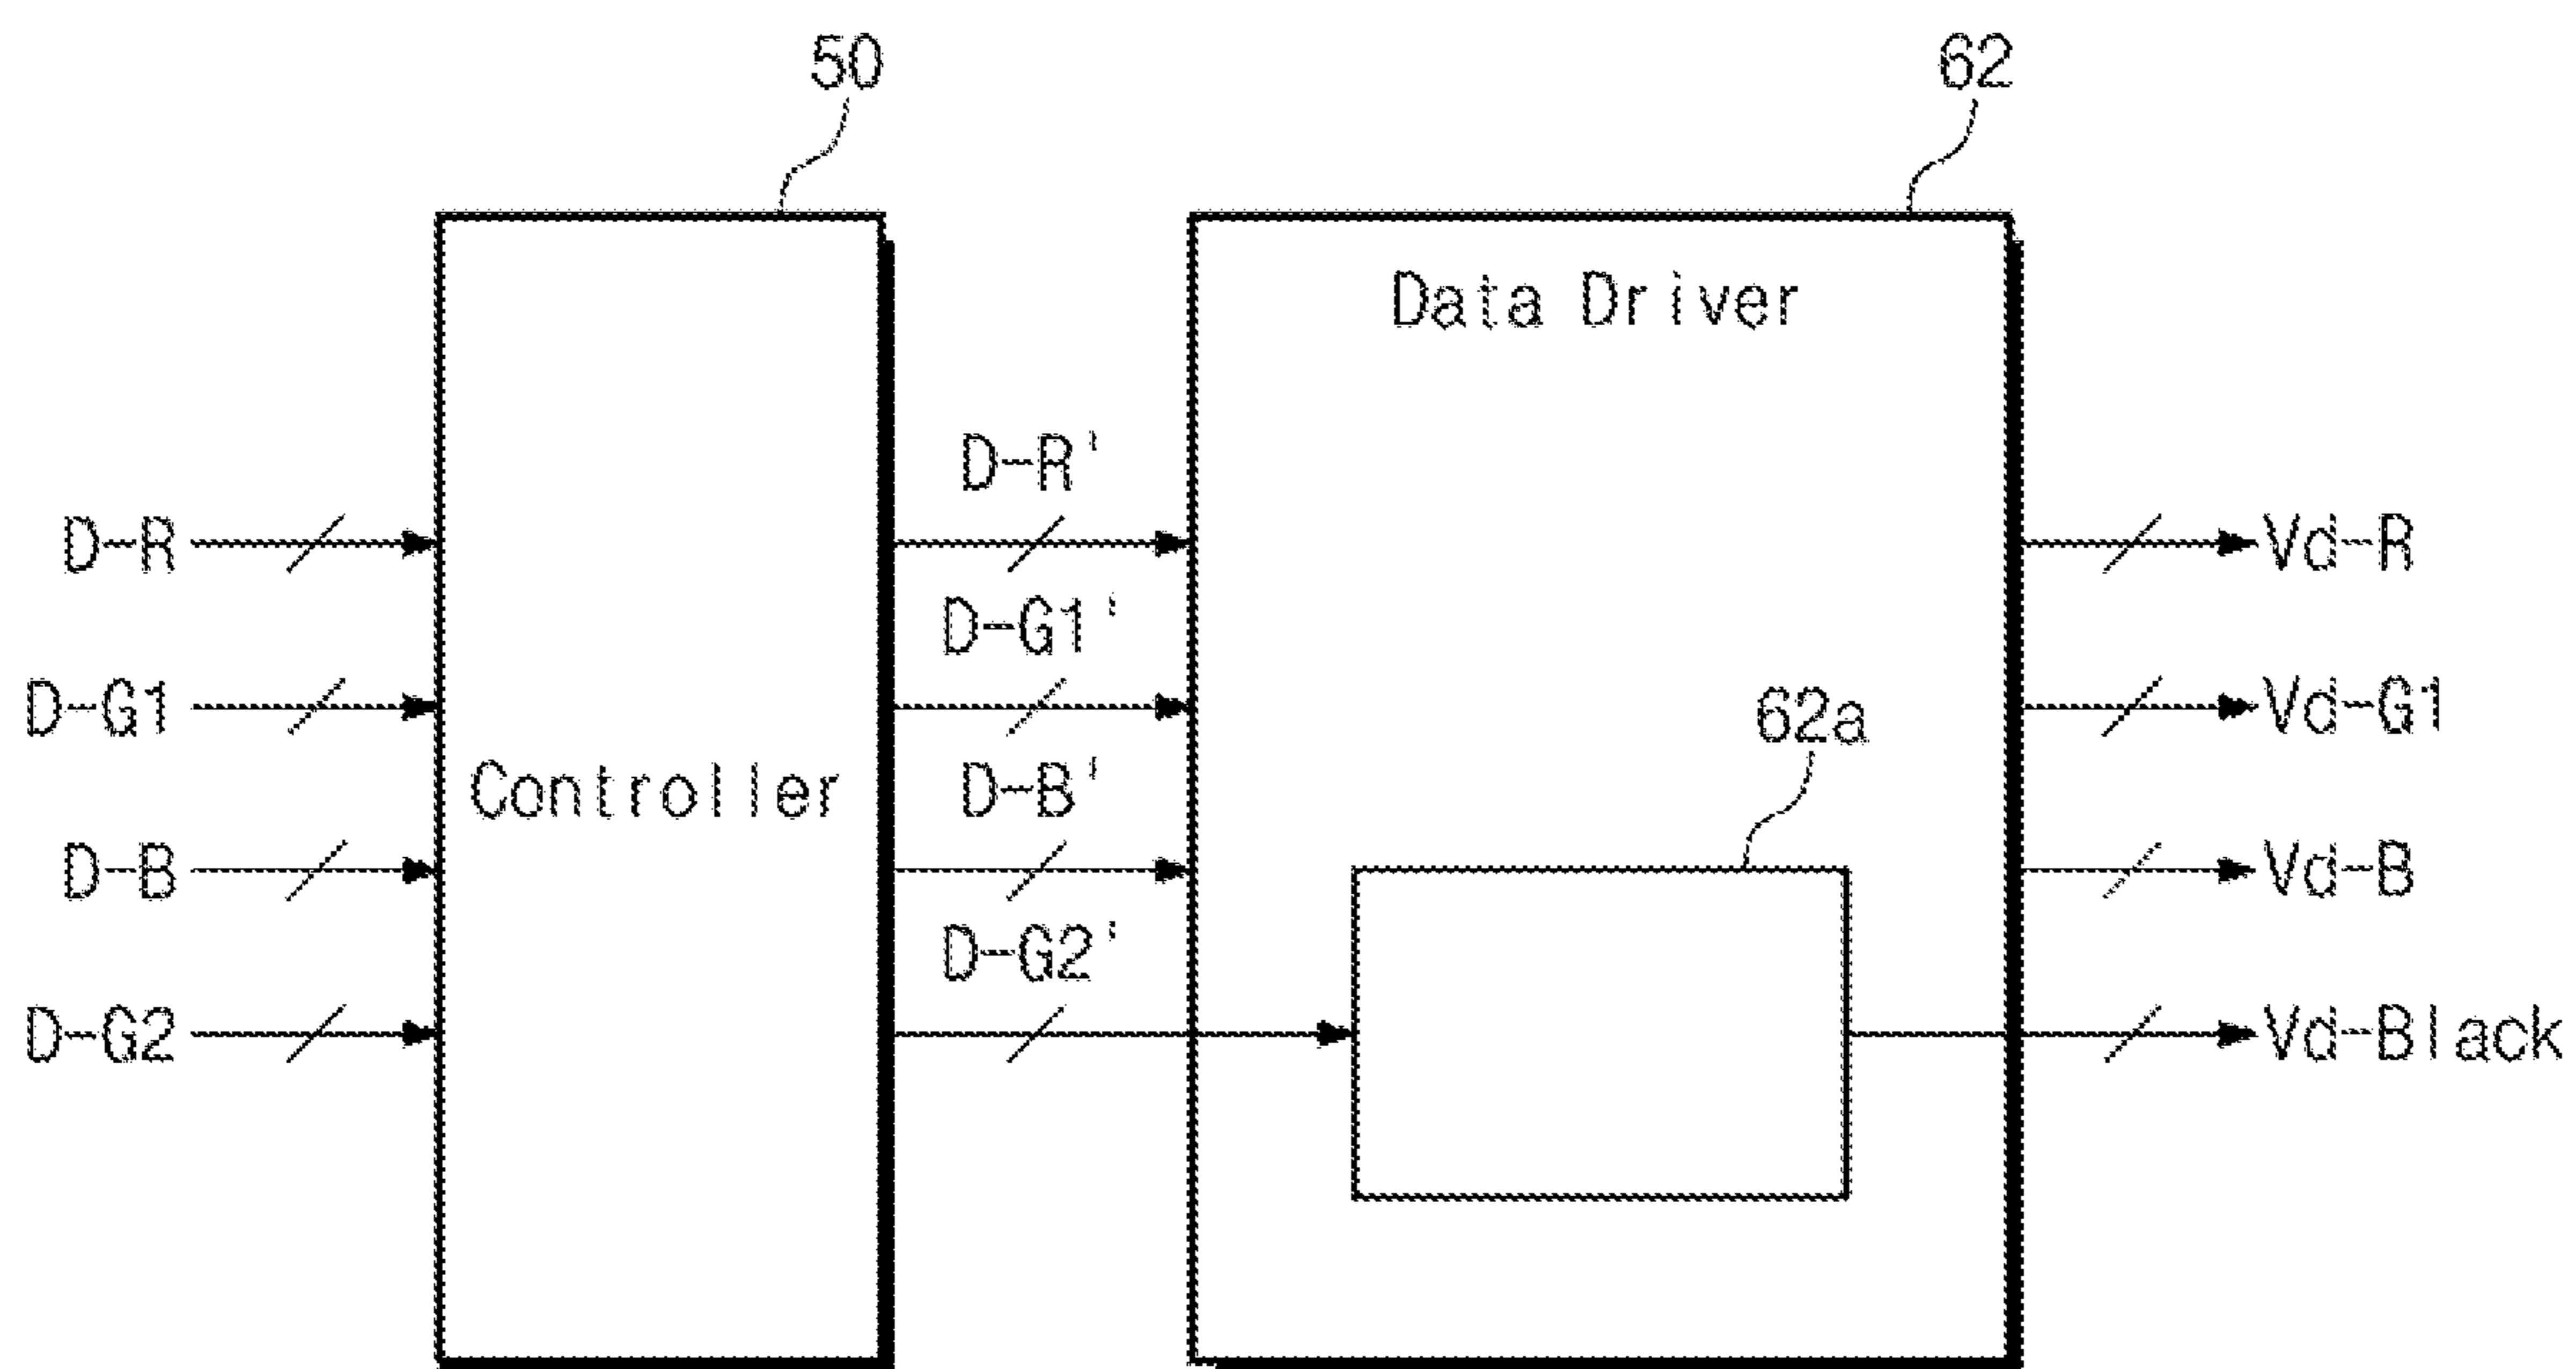 50
62
Data Driver
D-R'
D-R
Vd-R
D-G1'
D-G1
Vd-G1
62a
Controller
D-B'
D-B
Vd-B
D-G2'
D-G2
Vd-Black